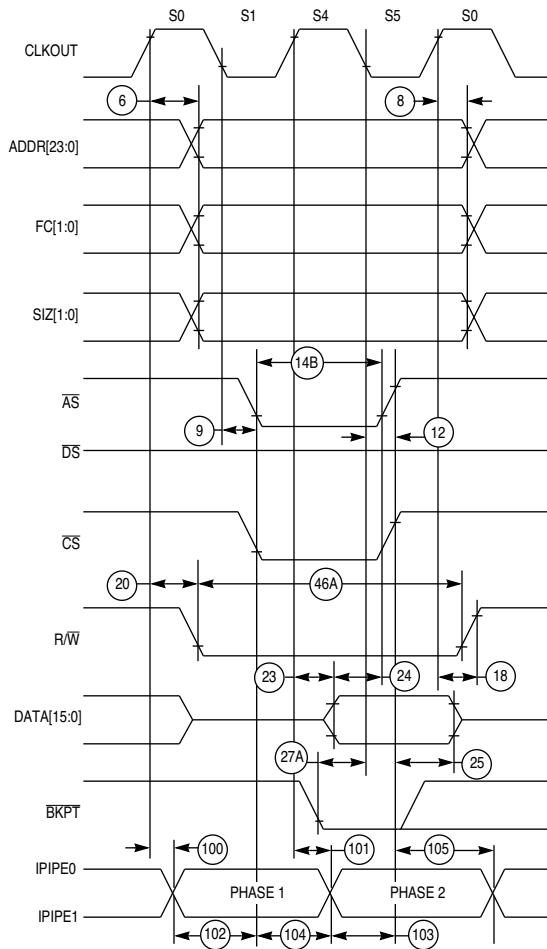 S0 S1 S4 S5 S0
CLKOUT
6 8
ADDR[23:0]
FC[1:0]
SIZ[1:0]
14B
AS
9 12
DS
CS
20 46A
R/W
23 24 18
DATA[15:0]
27A 25
BKPT
100 101 105
IPIPE0
PHASE 1 PHASE 2
IPIPE1
102 104 103